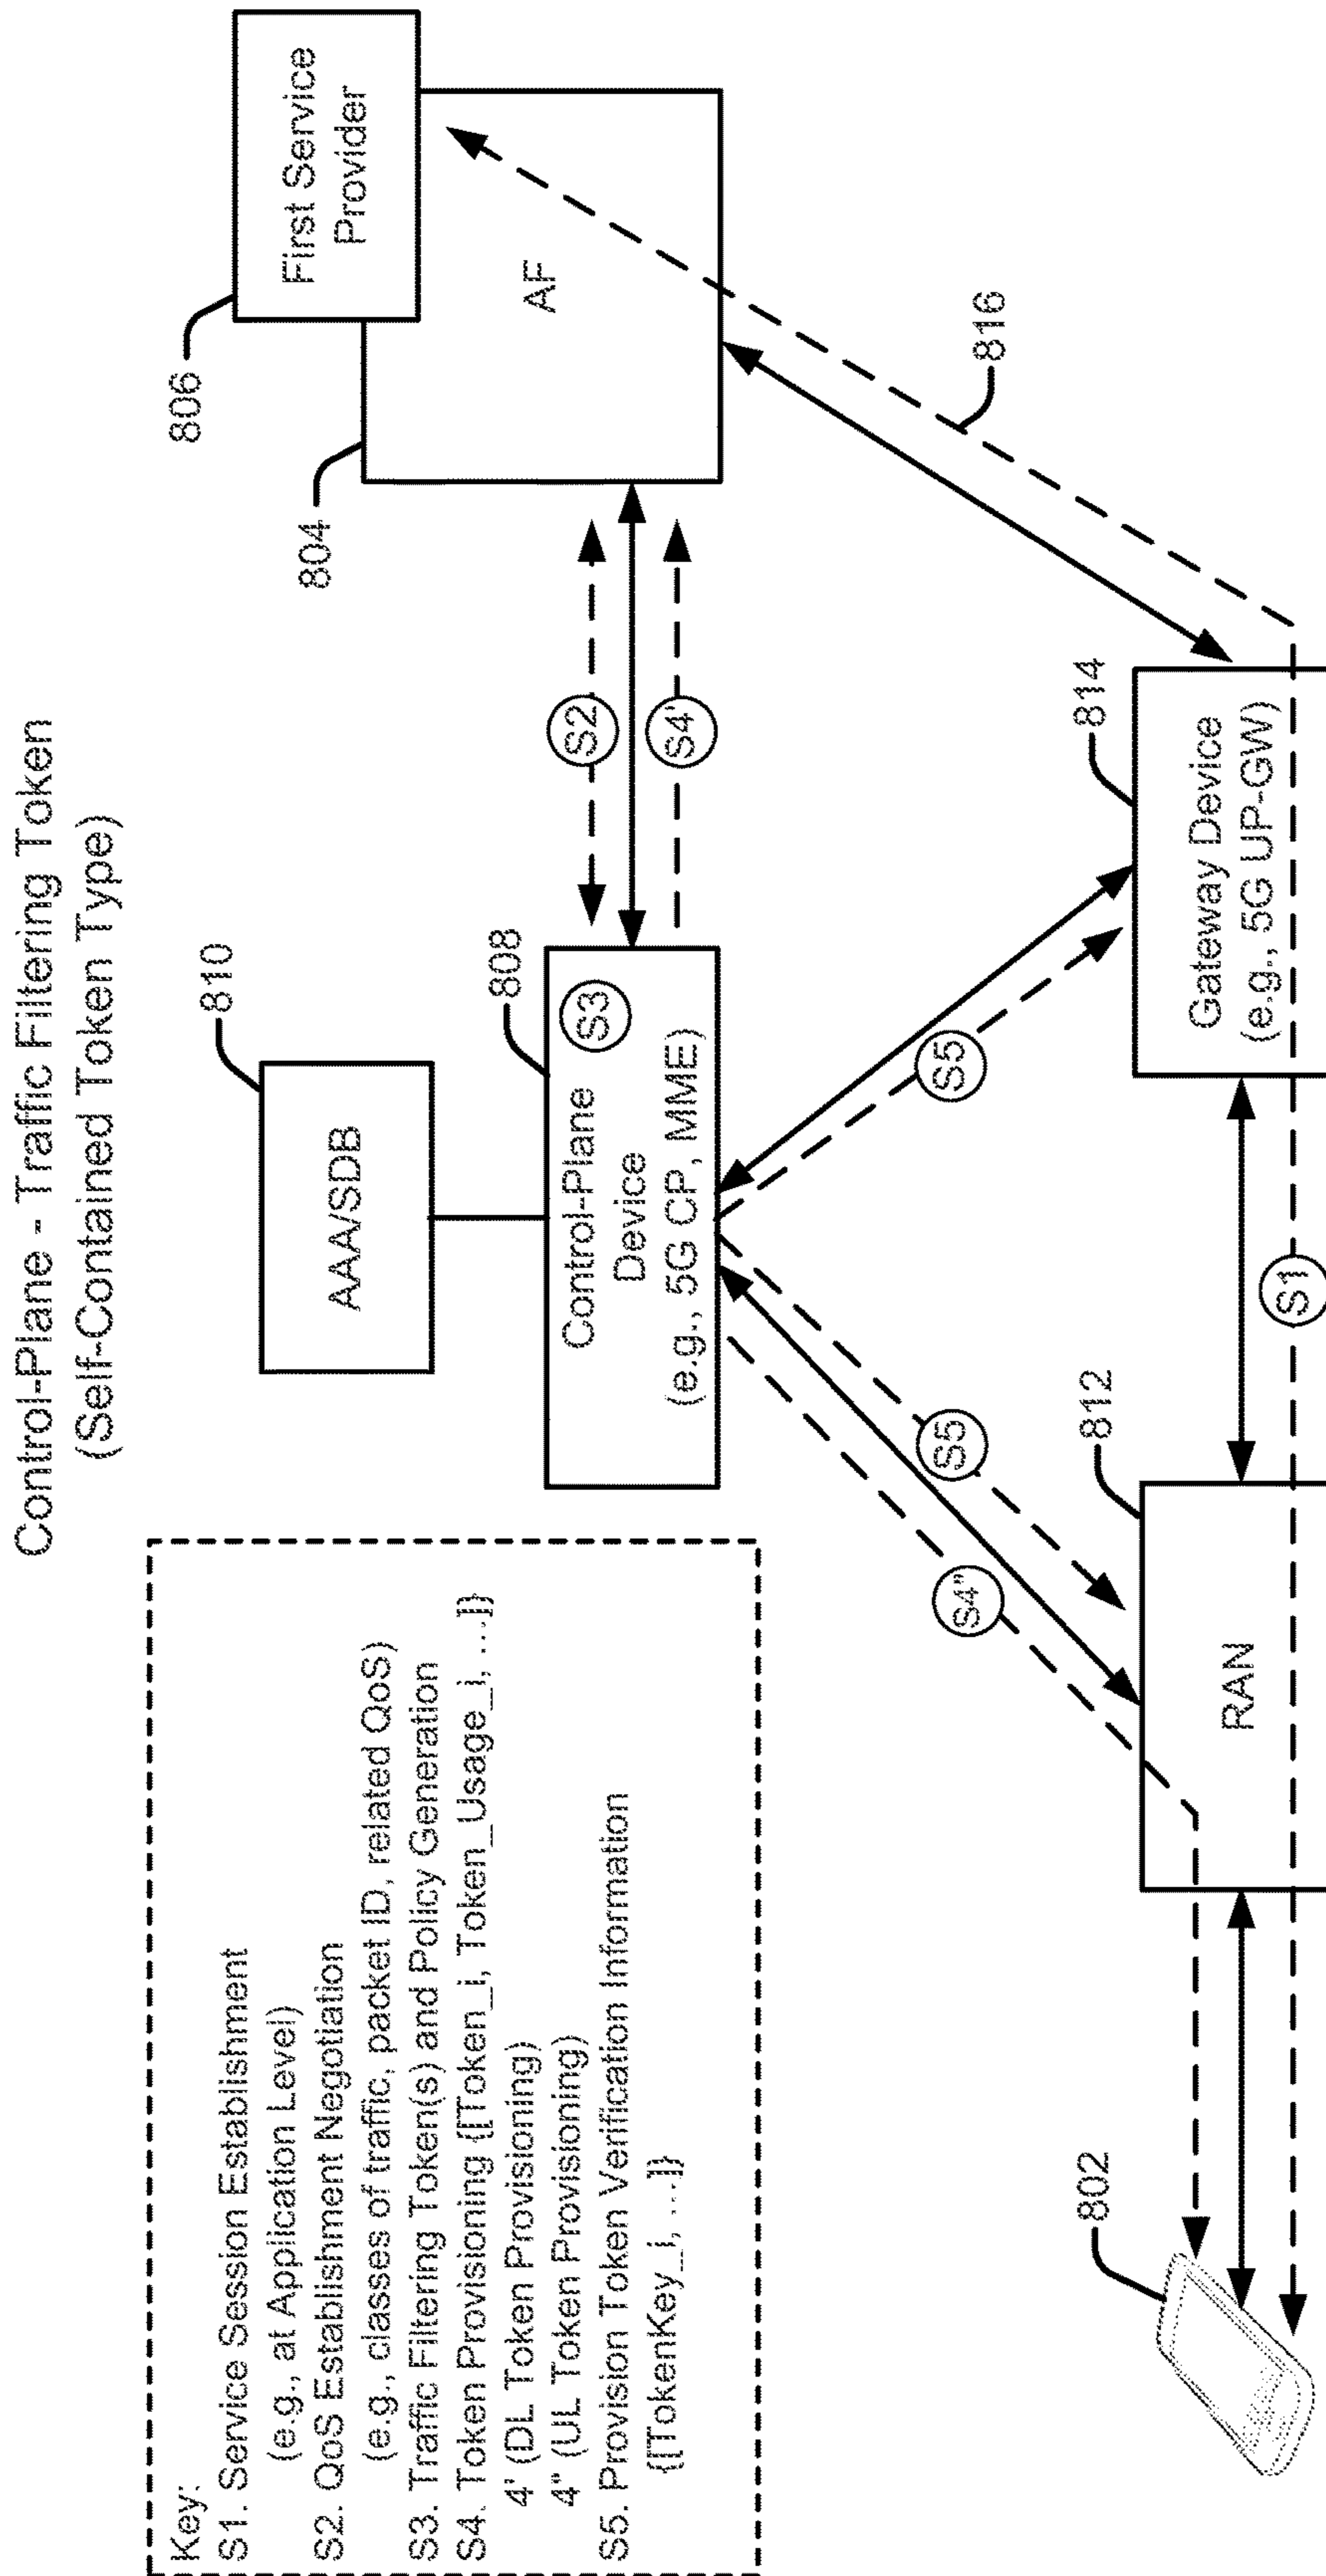 Control-Plane - Traffic Filtering Token
(Self-Contained Token Type)
Key:
S1. Service Session Establishment
(e.g., at Application Level)
S2. QoS Establishment Negotiation
(e.g., classes of traffic, packet ID, related QoS)
S3. Traffic Filtering Token(s) and Policy Generation
S4. Token Provisioning {[Token_i, Token_Usage_i, ...]}
4' (DL Token Provisioning)
4" (UL Token Provisioning)
S5. Provision Token Verification Information
{[TokenKey_i, ...]}
810
AAA/SDB
808
S3
Control-Plane
Device
(e.g., 5G CP, MME)
S2
S4'
806
First Service
Provider
804
AF
816
S4"
S5
S5
802
812
RAN
S1
814
Gateway Device
(e.g., 5G UP-GW)